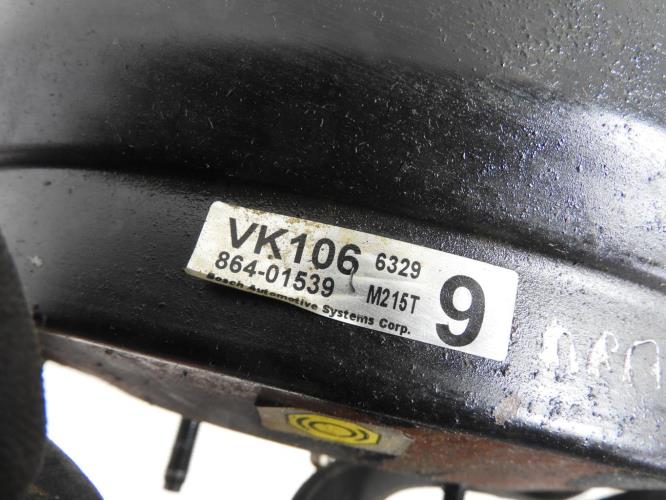 VK106 6329
864-01539 M215T 9
Bosch Automotive Systems Corp.